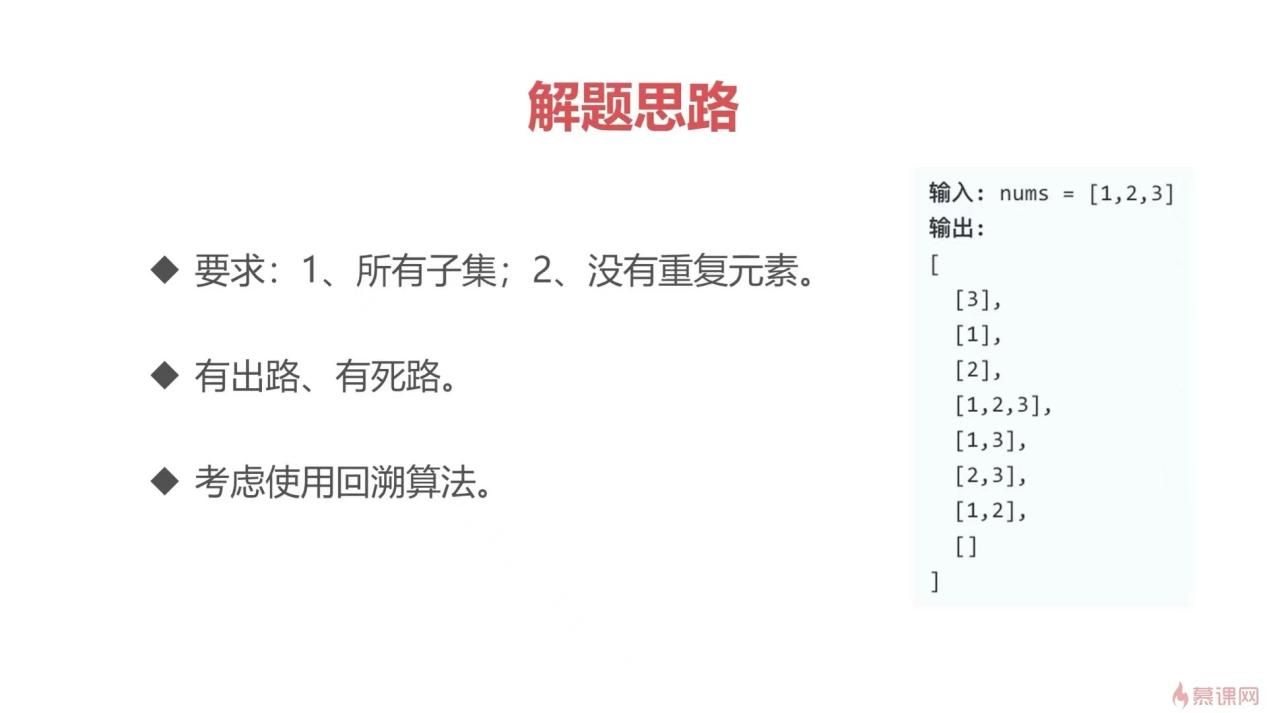 解题思路
◆ 要求：1、所有子集；2、没有重复元素。
◆ 有出路、有死路。
◆ 考虑使用回溯算法。
输入: nums = [1,2,3]
输出:
[
  [3],
  [1],
  [2],
  [1,2,3],
  [1,3],
  [2,3],
  [1,2],
  []
]
慕课网